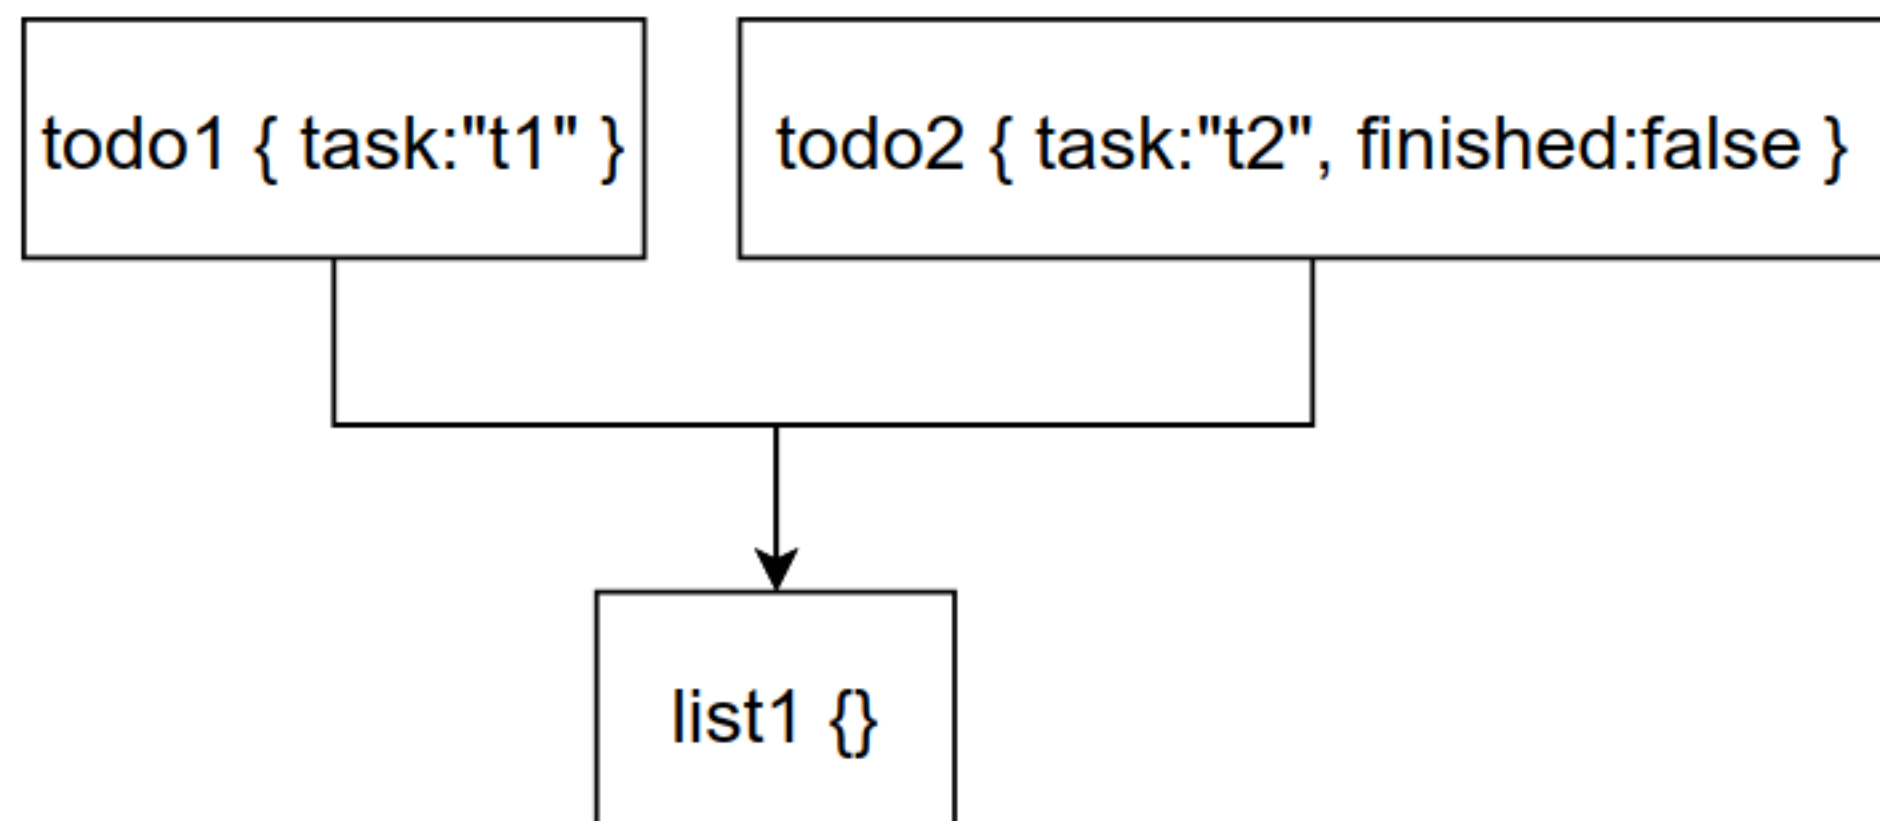 todo1 { task:"t1" }
todo2 { task:"t2", finished:false }
list1 {}